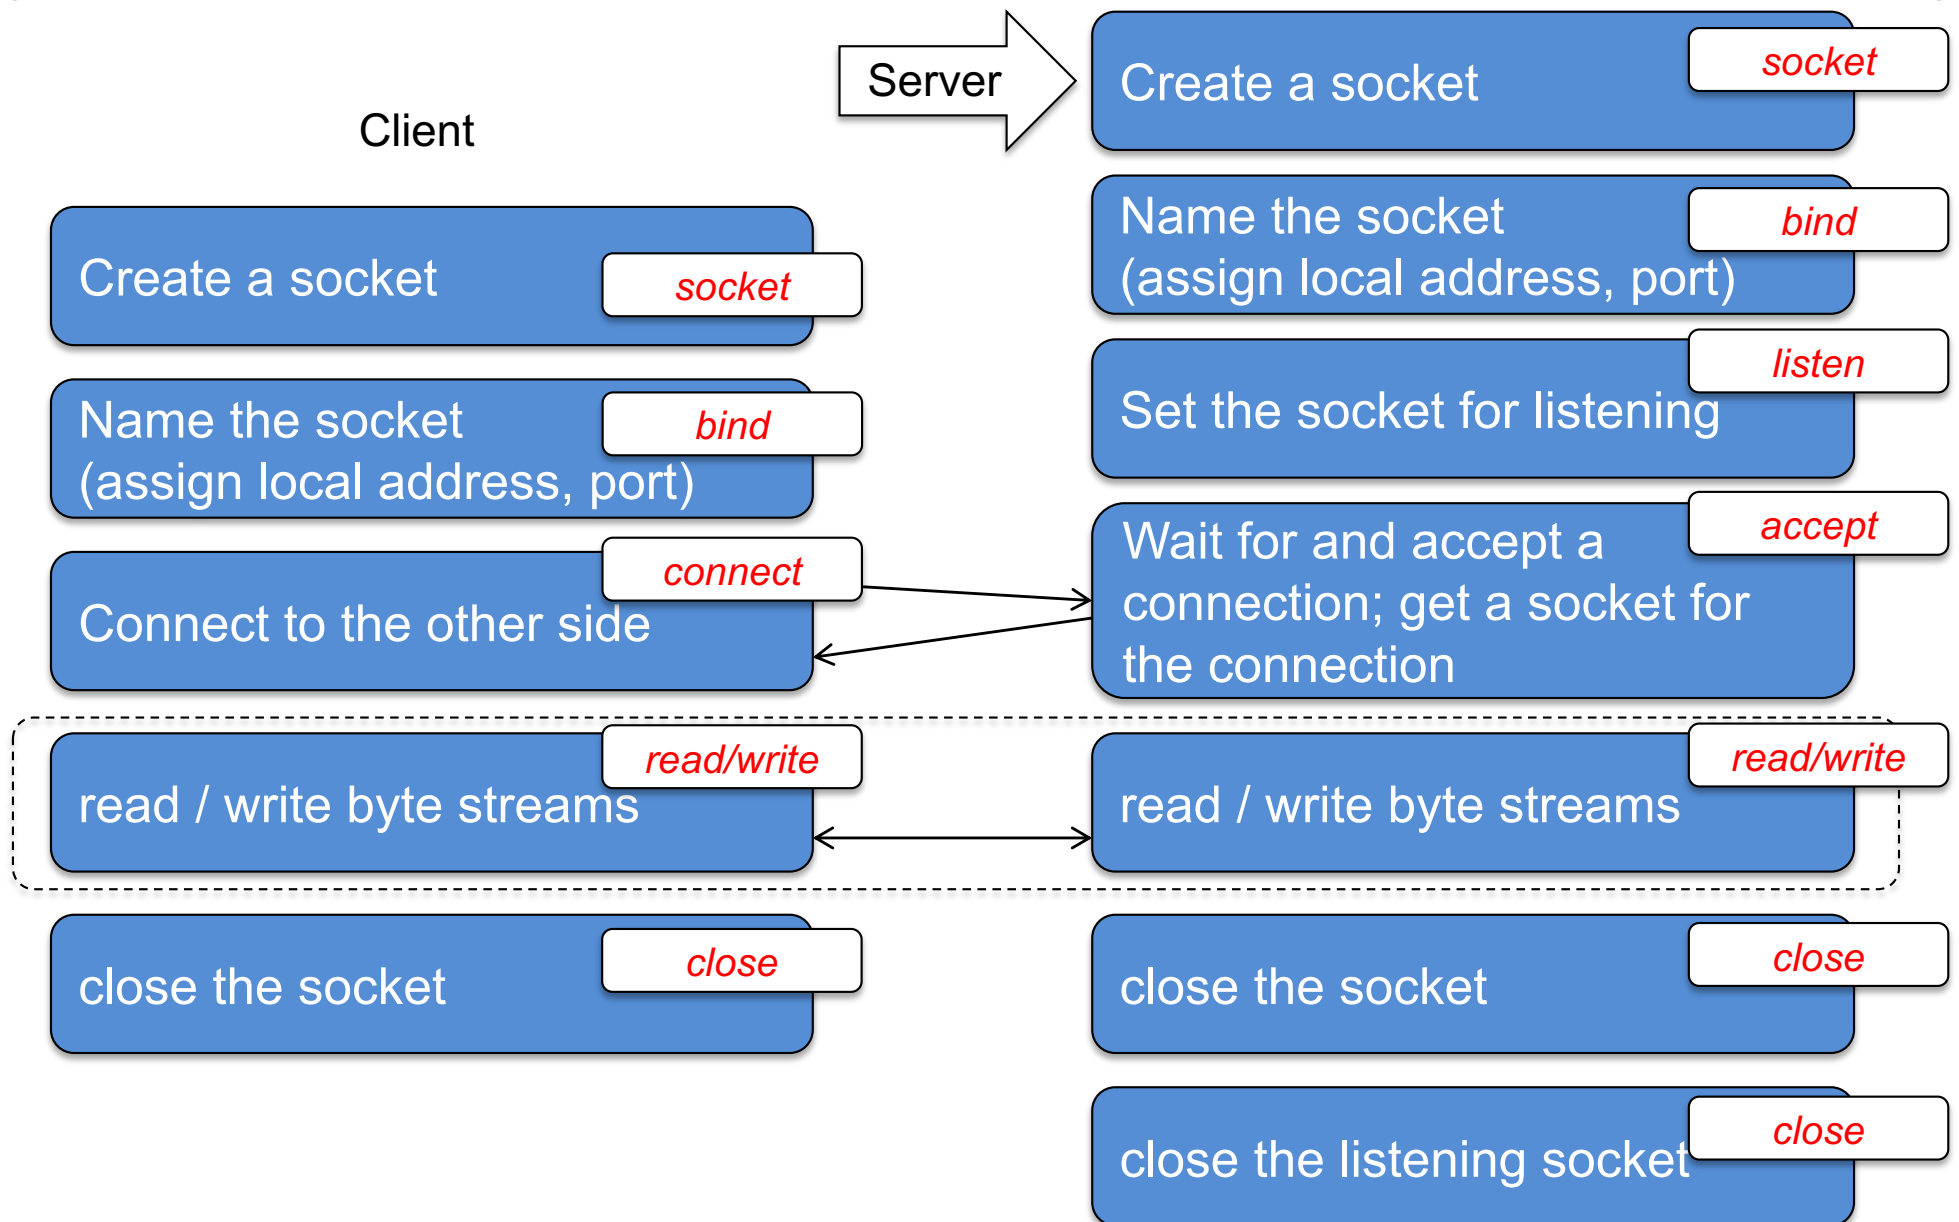 Client
Create a socket
socket
Name the socket
(assign local address, port)
bind
Connect to the other side
connect
read / write byte streams
read/write
close the socket
close
Server
Create a socket
socket
Name the socket
(assign local address, port)
bind
Set the socket for listening
listen
Wait for and accept a
connection; get a socket for
the connection
accept
read / write byte streams
read/write
close the socket
close
close the listening socket
close